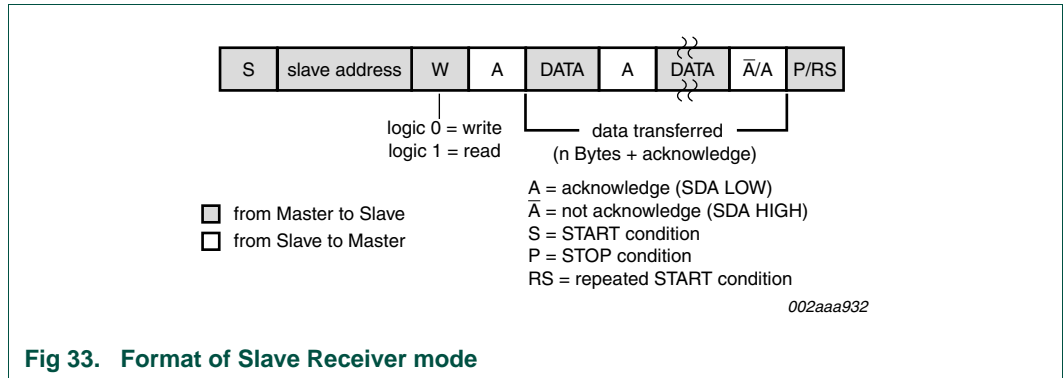 S slave address W A DATA A DATA A̅/A P/RS
logic 0 = write
logic 1 = read
data transferred
(n Bytes + acknowledge)
A = acknowledge (SDA LOW)
A̅ = not acknowledge (SDA HIGH)
S = START condition
P = STOP condition
RS = repeated START condition
from Master to Slave
from Slave to Master
002aaa932
Fig 33. Format of Slave Receiver mode